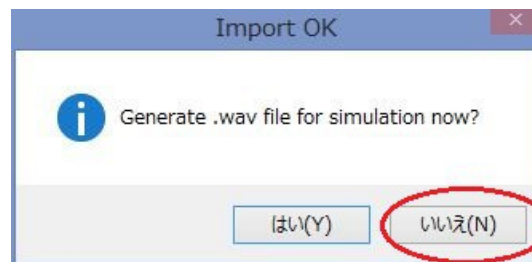 Import OK
Generate .wav file for simulation now?
はい(Y) いいえ(N)